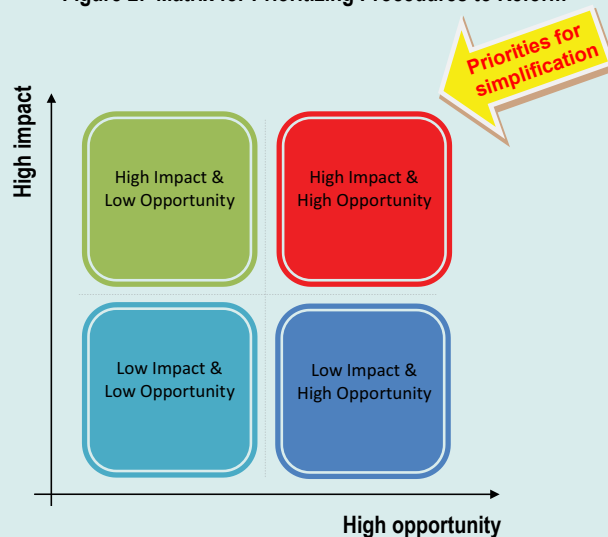 Priorities for
simplification
High impact
High Impact &
Low Opportunity
High Impact &
High Opportunity
Low Impact &
Low Opportunity
Low Impact &
High Opportunity
High opportunity